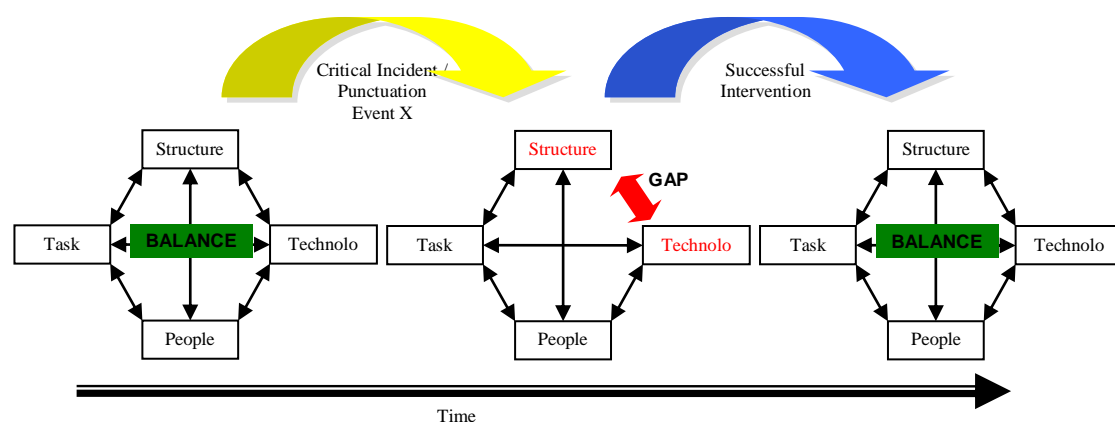 Critical Incident /
Punctuation
Event X
Successful
Intervention
Structure
Task
BALANCE
Technolo
People
Structure
GAP
Task
Technolo
People
Structure
Task
BALANCE
Technolo
People
Time